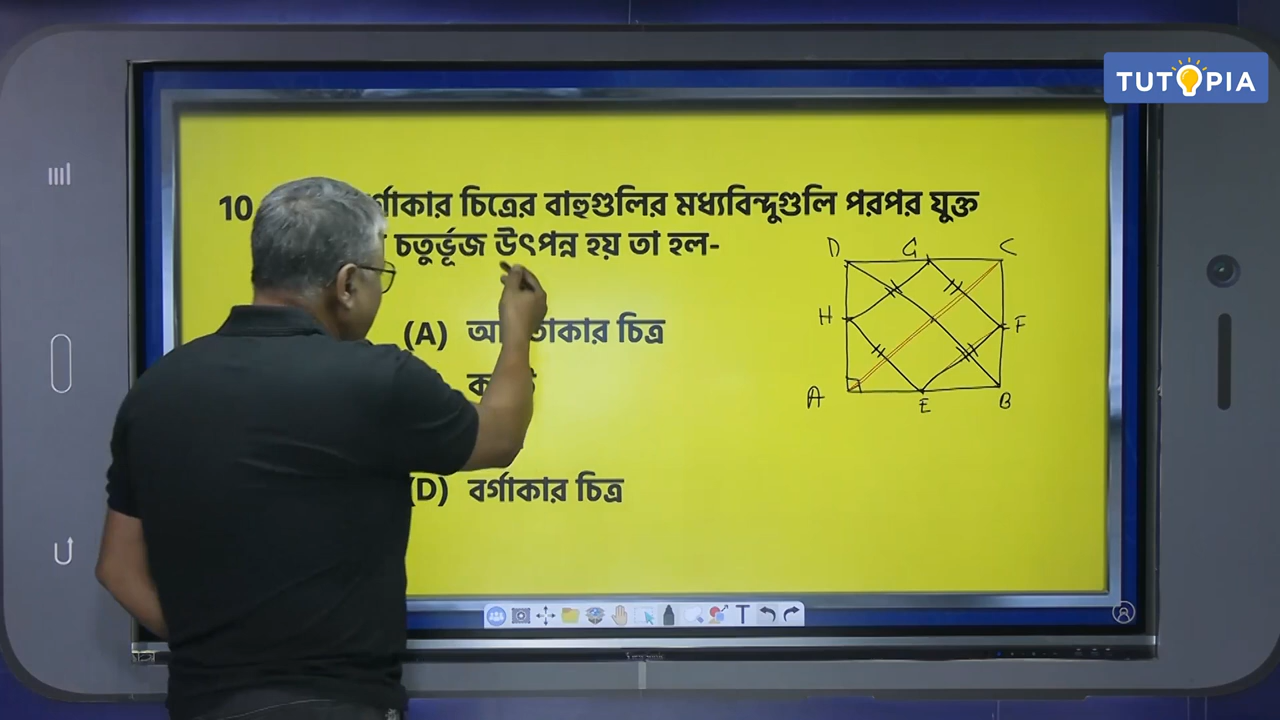 TUTOPIA
10
র্গাকার চিত্রের বাহুগুলির মধ্যবিন্দুগুলি পরপর যুক্ত
চতুর্ভূজ উৎপন্ন হয় তা হল-
D G C
(A) চিত্র
H F
A E B
(D) বর্গাকার চিত্র